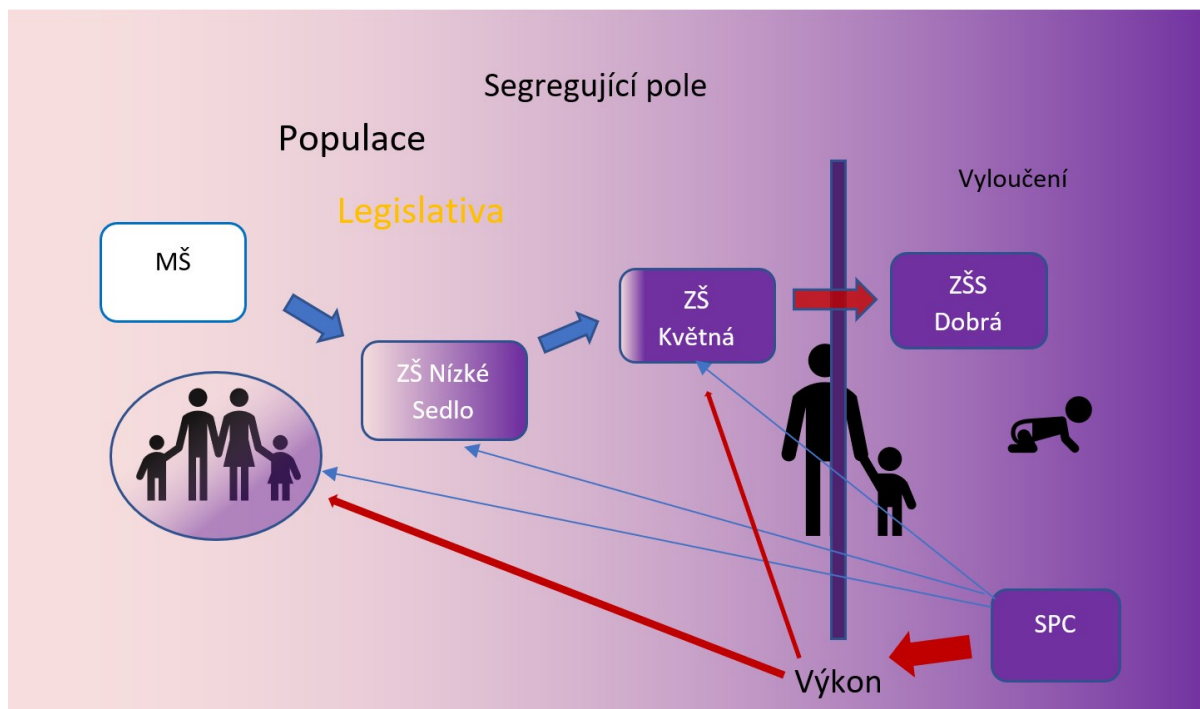 Segregující pole
Populace
Vyloučení
Legislativa
MŠ
ZŠ
Květná
ZŠS
Dobrá
ZŠ Nízké
Sedlo
SPC
Výkon